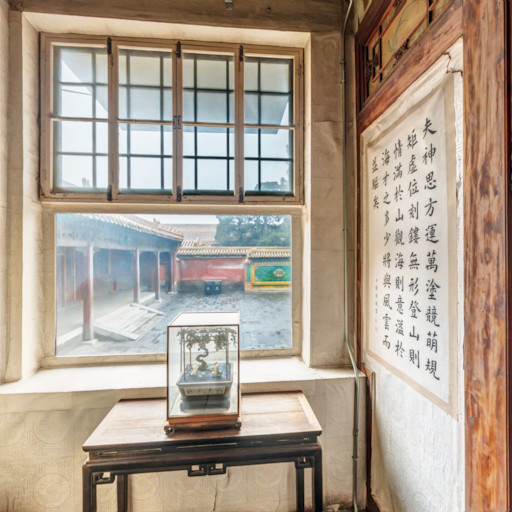 夫神思方運萬塗競萌規
矩虛位刻鏤無形登山則
情滿於山觀海則意溢於
海才之多少將與風雲而
並驅矣